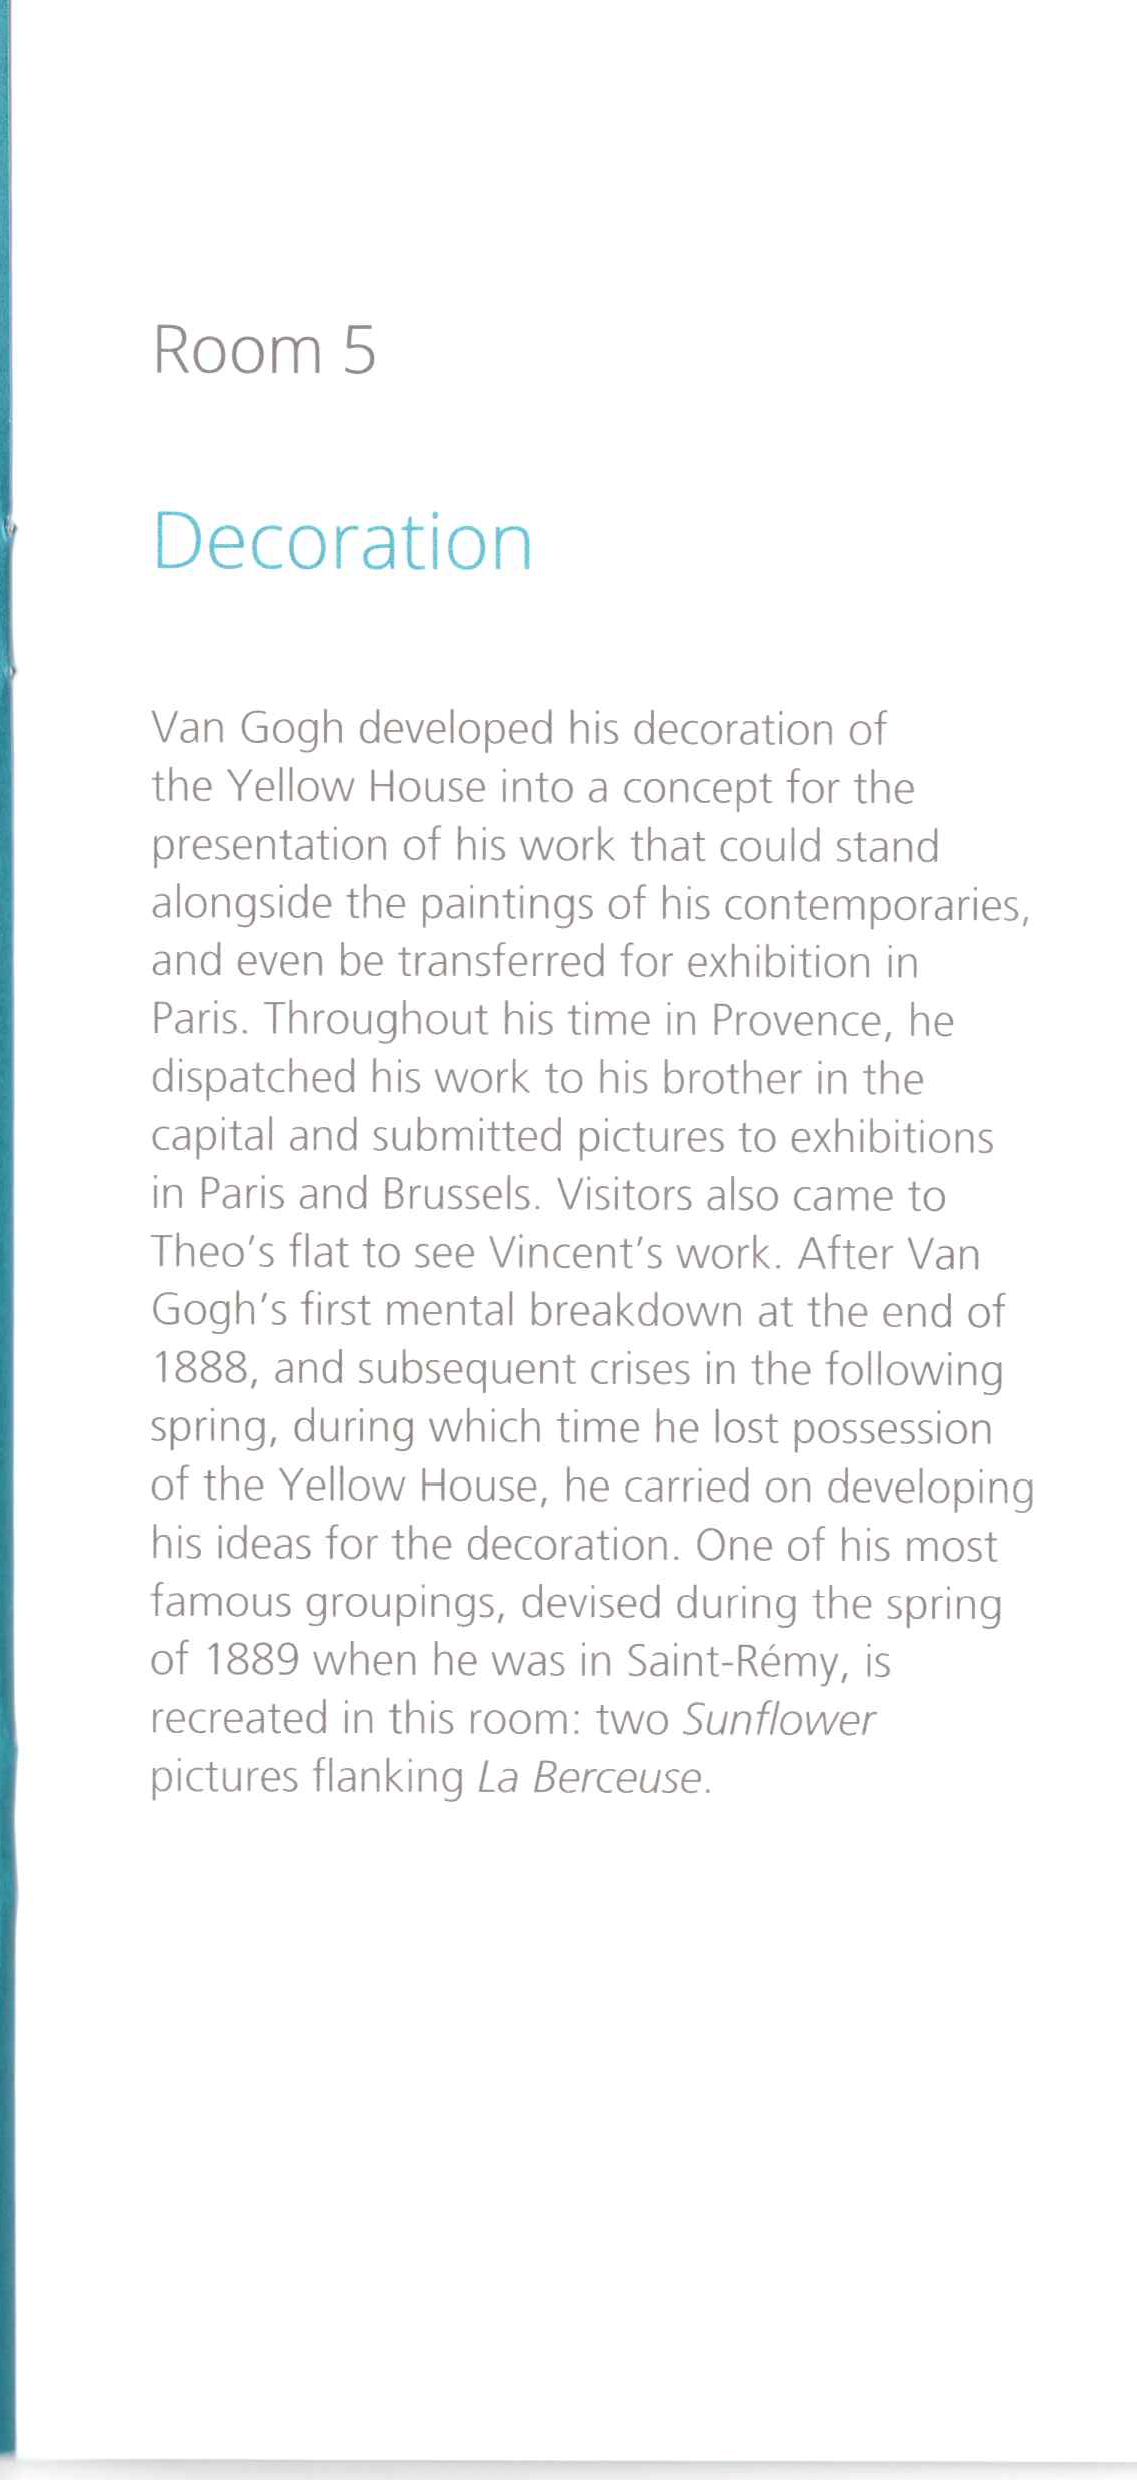 Room 5
Decoration
Van Gogh developed his decoration of
the Yellow House into a concept for the
presentation of his work that could stand
alongside the paintings of his contemporaries,
and even be transferred for exhibition in
Paris. Throughout his time in Provence, he
dispatched his work to his brother in the
capital and submitted pictures to exhibitions
in Paris and Brussels. Visitors also came to
Theo’s flat to see Vincent’s work. After Van
Gogh’s first mental breakdown at the end of
1888, and subsequent crises in the following
spring, during which time he lost possession
of the Yellow House, he carried on developing
his ideas for the decoration. One of his most
famous groupings, devised during the spring
of 1889 when he was in Saint-Rémy, is
recreated in this room: two Sunflower
pictures flanking La Berceuse.